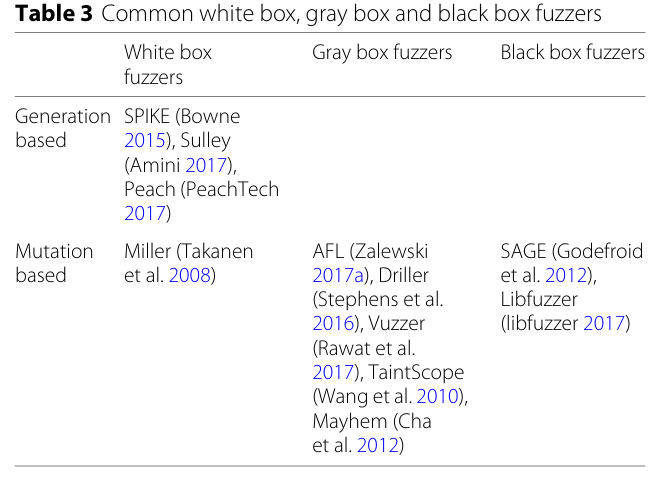 Table 3 Common white box, gray box and black box fuzzers
White box
fuzzers
Gray box fuzzers
Black box fuzzers
Generation
based
SPIKE (Bowne
2015), Sulley
(Amini 2017),
Peach (PeachTech
2017)
Mutation
based
Miller (Takanen
et al. 2008)
AFL (Zalewski
2017a), Driller
(Stephens et al.
2016), Vuzzer
(Rawat et al.
2017), TaintScope
(Wang et al. 2010),
Mayhem (Cha
et al. 2012)
SAGE (Godefroid
et al. 2012),
Libfuzzer
(libfuzzer 2017)